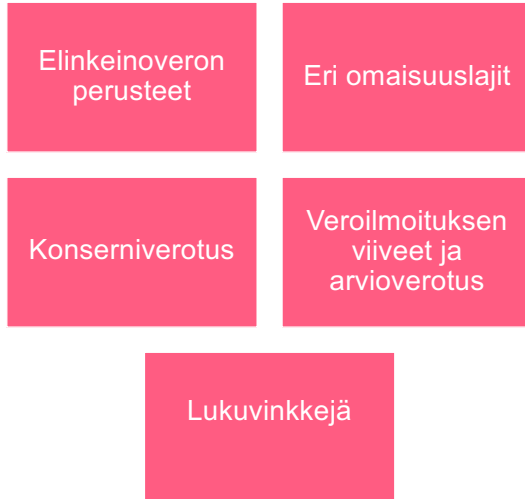 Elinkeinoveron
perusteet
Eri omaisuuslajit
Konserniverotus
Veroilmoituksen
viiveet ja
arvioverotus
Lukuvinkkejä